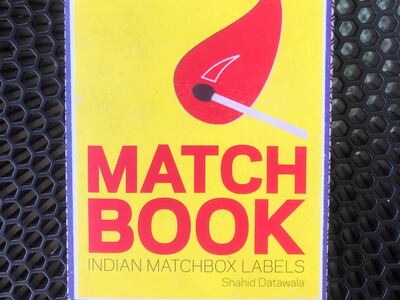 MATCH
BOOK
INDIAN MATCHBOX LABELS
Shahid Datawala